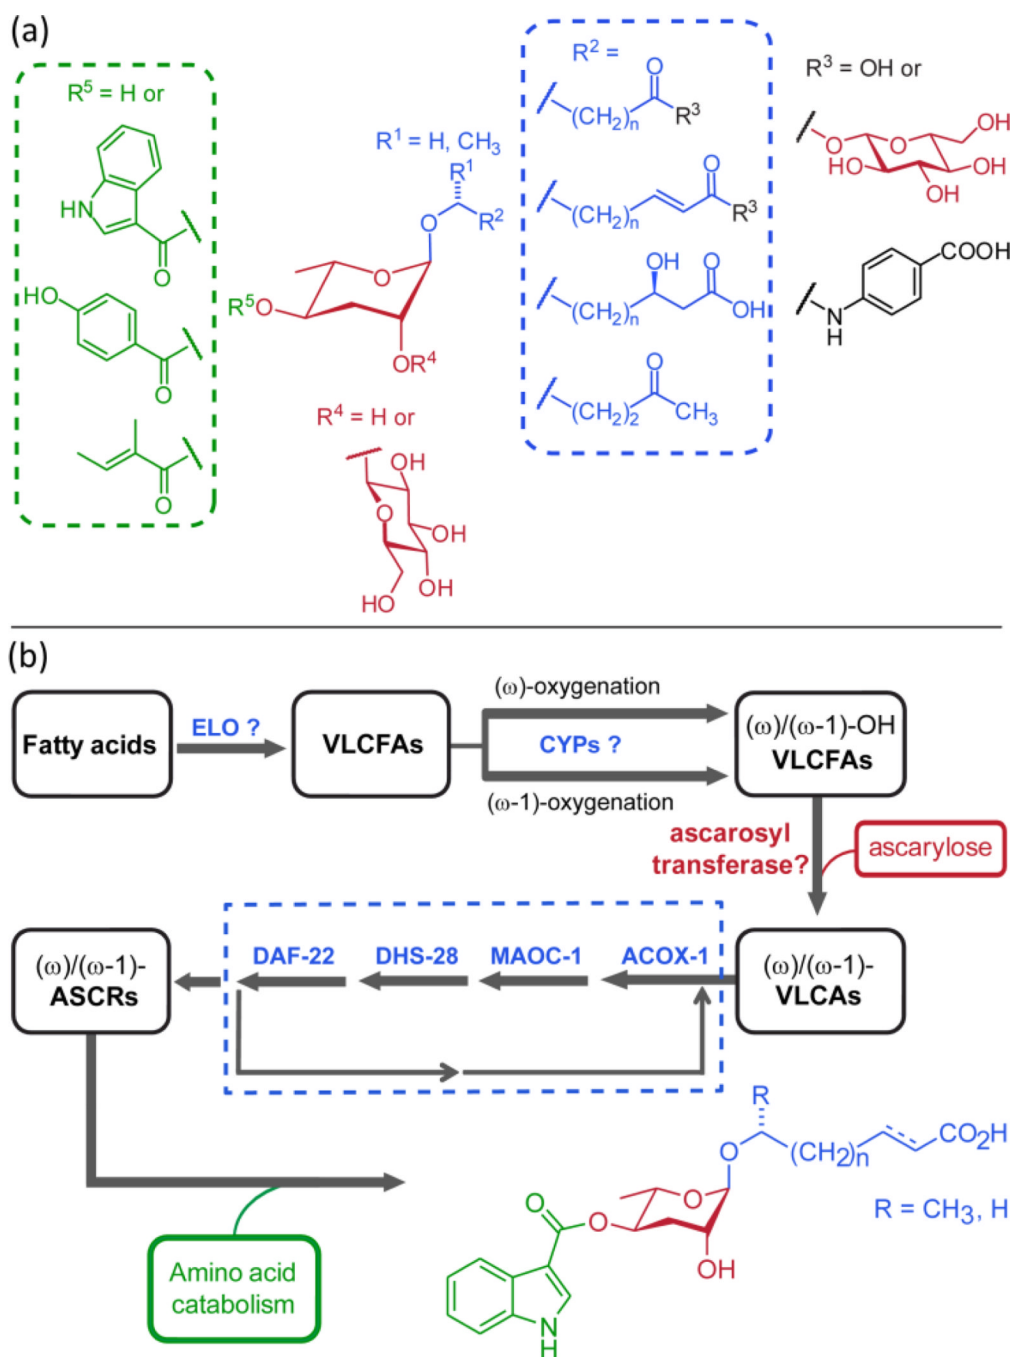 (a)
R⁵ = H or
HN
O
HO
O
O
R¹ = H, CH₃
R¹
R²
O
O
R⁵O
OR⁴
R⁴ = H or
OH
O
OH
OH
HO
R² =
O
(CH₂)n
R³
O
(CH₂)n
R³
OH
O
(CH₂)n
OH
O
(CH₂)₂
CH₃
R³ = OH or
O
O
OH
HO
OH
OH
COOH
N
H
(b)
Fatty acids
ELO ?
VLCFAs
(ω)-oxygenation
CYPs ?
(ω-1)-oxygenation
(ω)/(ω-1)-OH
VLCFAs
ascarosyl
transferase?
ascarylose
(ω)/(ω-1)-
ASCRs
DAF-22
DHS-28
MAOC-1
ACOX-1
(ω)/(ω-1)-
VLCAs
R
O
(CH₂)n
CO₂H
R = CH₃, H
O
O
O
OH
N
H
Amino acid
catabolism